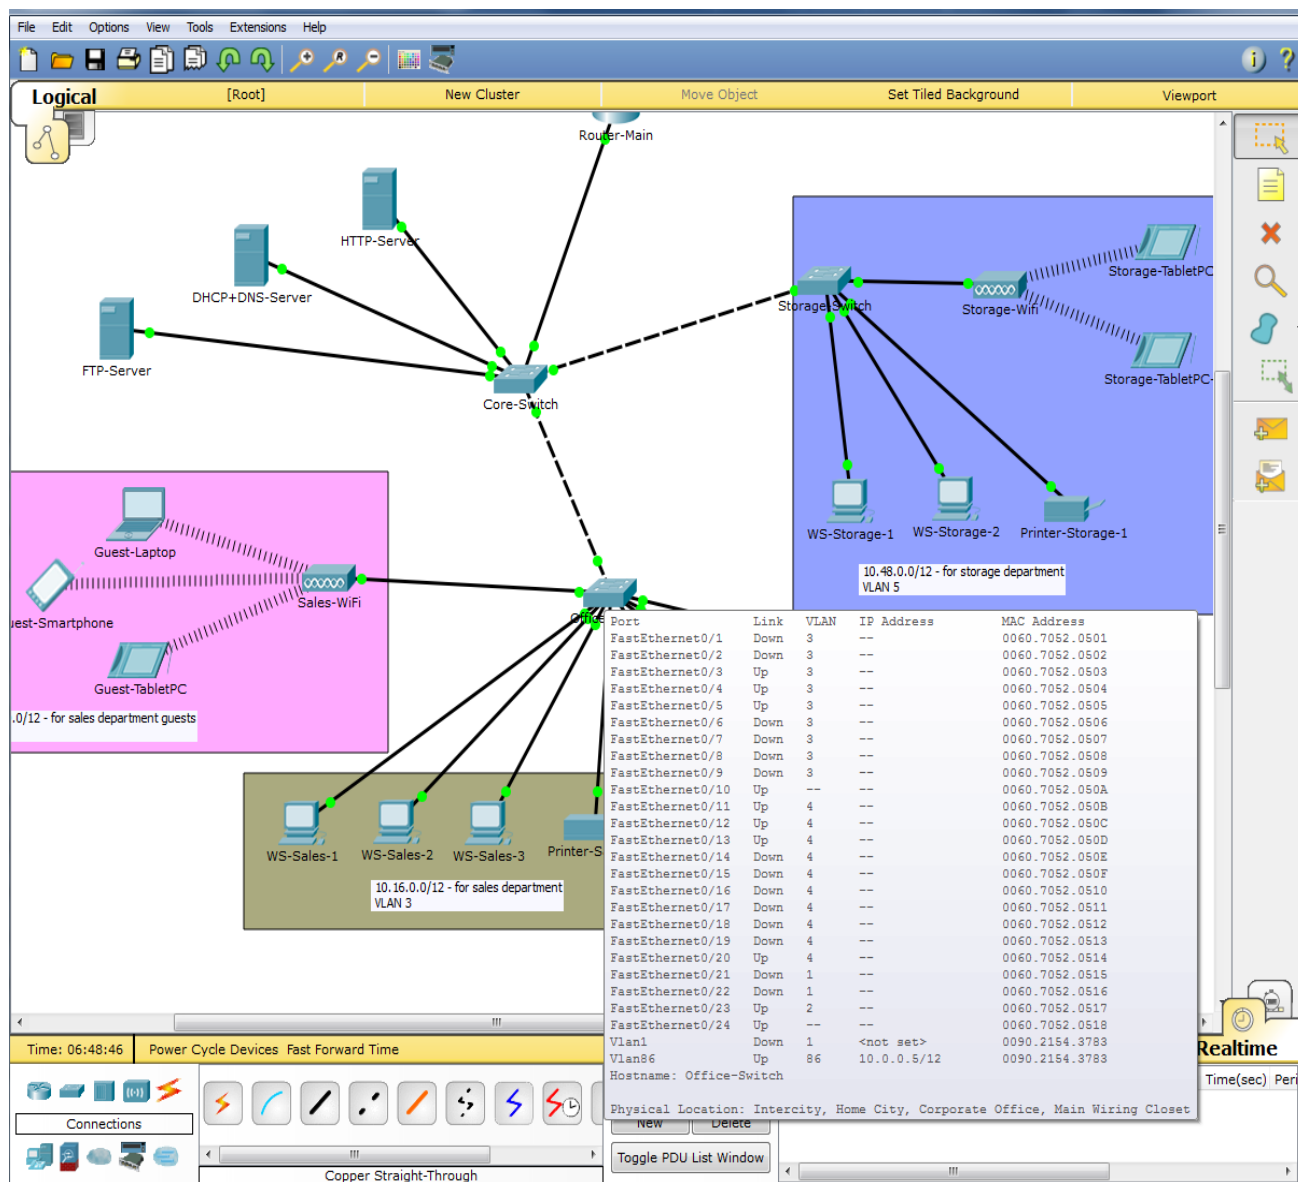 File Edit Options View Tools Extensions Help
Logical [Root] New Cluster Move Object Set Tiled Background Viewport
Router-Main
HTTP-Server
DHCP+DNS-Server
FTP-Server
Core-Switch
Storage-Switch
Storage-Wifi
Storage-TabletPC
Storage-TabletPC-
WS-Storage-1
WS-Storage-2
Printer-Storage-1
10.48.0.0/12 - for storage department
VLAN 5
Guest-Laptop
uest-Smartphone
Sales-WiFi
Guest-TabletPC
.0/12 - for sales department guests
Office
WS-Sales-1
WS-Sales-2
WS-Sales-3
Printer-S
10.16.0.0/12 - for sales department
VLAN 3
Port Link VLAN IP Address MAC Address
FastEthernet0/1 Down 3 -- 0060.7052.0501
FastEthernet0/2 Down 3 -- 0060.7052.0502
FastEthernet0/3 Up 3 -- 0060.7052.0503
FastEthernet0/4 Up 3 -- 0060.7052.0504
FastEthernet0/5 Up 3 -- 0060.7052.0505
FastEthernet0/6 Down 3 -- 0060.7052.0506
FastEthernet0/7 Down 3 -- 0060.7052.0507
FastEthernet0/8 Down 3 -- 0060.7052.0508
FastEthernet0/9 Down 3 -- 0060.7052.0509
FastEthernet0/10 Up -- -- 0060.7052.050A
FastEthernet0/11 Up 4 -- 0060.7052.050B
FastEthernet0/12 Up 4 -- 0060.7052.050C
FastEthernet0/13 Up 4 -- 0060.7052.050D
FastEthernet0/14 Down 4 -- 0060.7052.050E
FastEthernet0/15 Down 4 -- 0060.7052.050F
FastEthernet0/16 Down 4 -- 0060.7052.0510
FastEthernet0/17 Down 4 -- 0060.7052.0511
FastEthernet0/18 Down 4 -- 0060.7052.0512
FastEthernet0/19 Down 4 -- 0060.7052.0513
FastEthernet0/20 Up 4 -- 0060.7052.0514
FastEthernet0/21 Down 1 -- 0060.7052.0515
FastEthernet0/22 Down 1 -- 0060.7052.0516
FastEthernet0/23 Up 2 -- 0060.7052.0517
FastEthernet0/24 Up -- -- 0060.7052.0518
Vlan1 Down 1 <not set> 0090.2154.3783
Vlan86 Up 86 10.0.0.5/12 0090.2154.3783
Hostname: Office-Switch
Physical Location: Intercity, Home City, Corporate Office, Main Wiring Closet
Time: 06:48:46 Power Cycle Devices Fast Forward Time
Realtime
Time(sec) Peri
Connections
New Delete
Toggle PDU List Window
Copper Straight-Through